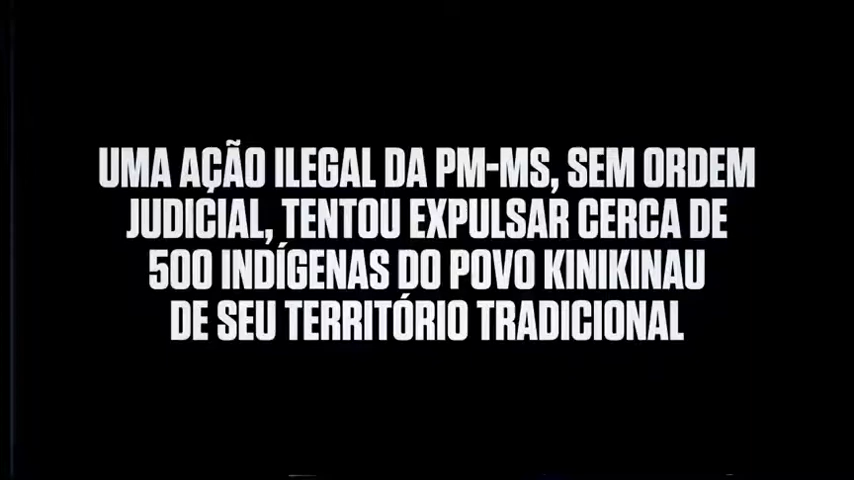 UMA AÇÃO ILEGAL DA PM-MS, SEM ORDEM
JUDICIAL, TENTOU EXPULSAR CERCA DE
500 INDÍGENAS DO POVO KINIKINAU
DE SEU TERRITÓRIO TRADICIONAL